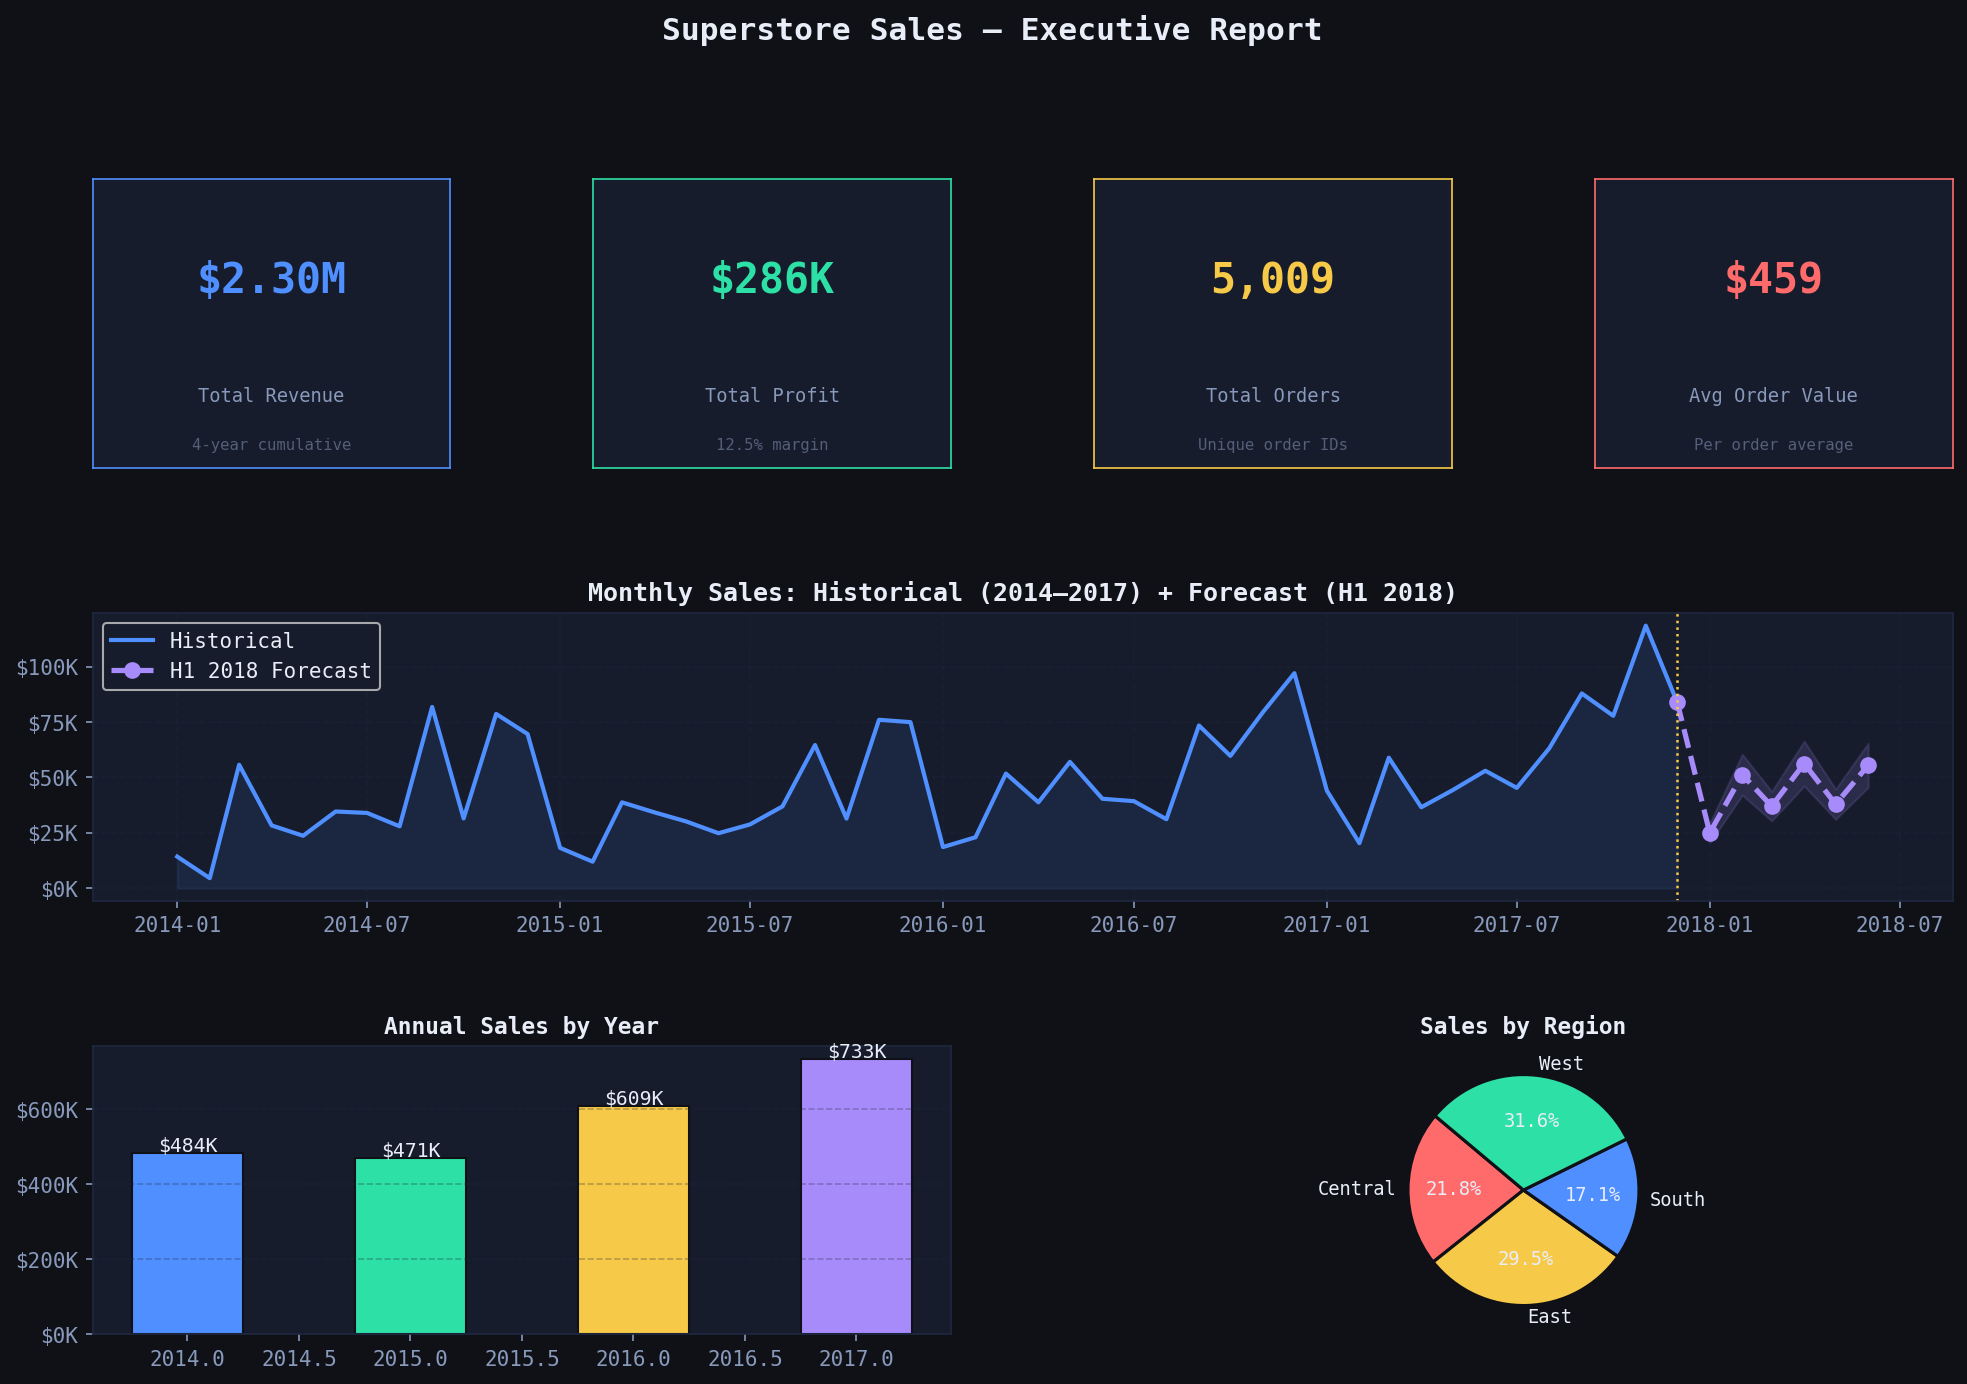 Superstore Sales — Executive Report
$2.30M
Total Revenue
4-year cumulative
$286K
Total Profit
12.5% margin
5,009
Total Orders
Unique order IDs
$459
Avg Order Value
Per order average
Monthly Sales: Historical (2014–2017) + Forecast (H1 2018)
Historical
H1 2018 Forecast
$100K
$75K
$50K
$25K
$0K
2014-01 2014-07 2015-01 2015-07 2016-01 2016-07 2017-01 2017-07 2018-01 2018-07
Annual Sales by Year
$600K
$400K
$200K
$0K
$484K
$471K
$609K
$733K
2014.0 2014.5 2015.0 2015.5 2016.0 2016.5 2017.0
Sales by Region
West
31.6%
Central
21.8%
17.1%
South
29.5%
East